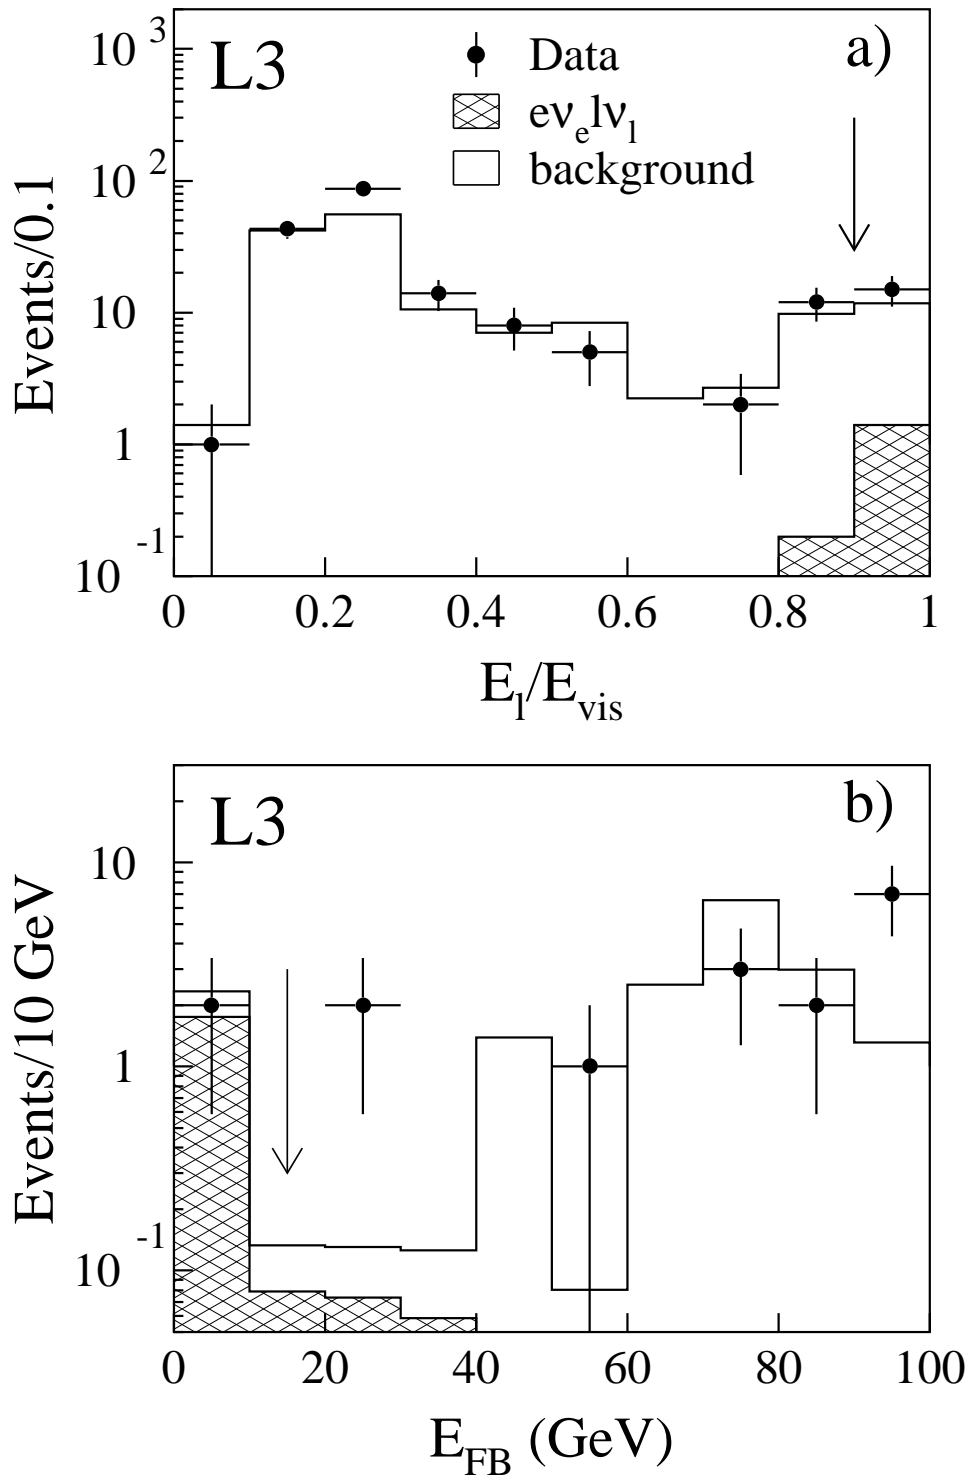 L3
a)
Data
eν_e lν_l
background
Events/0.1
10^3
10^2
10
1
10^-1
0 0.2 0.4 0.6 0.8 1
E_l/E_vis
L3
b)
Events/10 GeV
10
1
10^-1
0 20 40 60 80 100
E_FB (GeV)